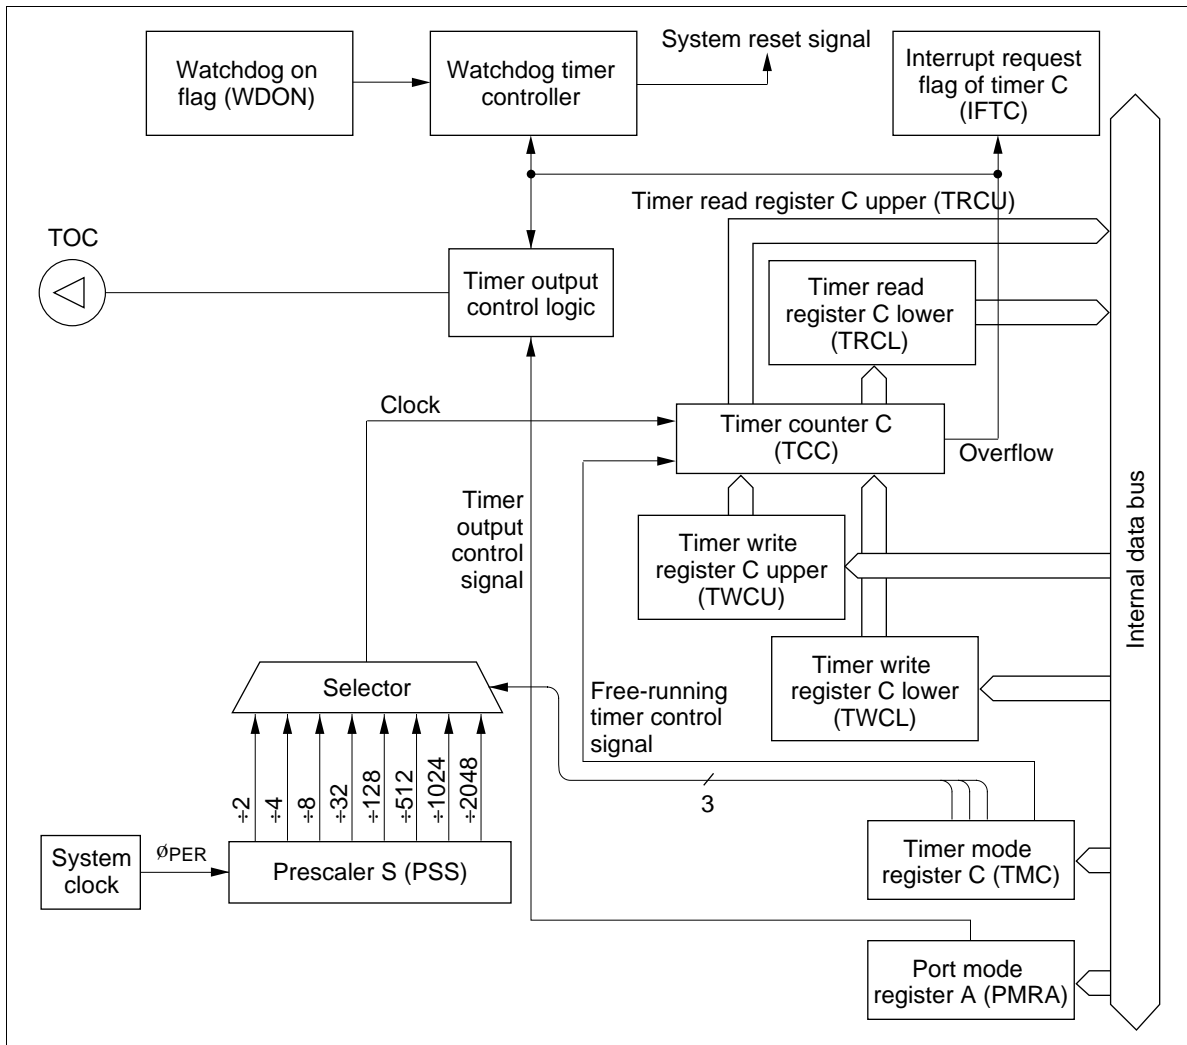 System reset signal
Watchdog on
flag (WDON)
Watchdog timer
controller
Interrupt request
flag of timer C
(IFTC)
Timer read register C upper (TRCU)
TOC
Timer output
control logic
Timer read
register C lower
(TRCL)
Clock
Timer counter C
(TCC)
Overflow
Timer
output
control
signal
Timer write
register C upper
(TWCU)
Internal data bus
Selector
Free-running
timer control
signal
Timer write
register C lower
(TWCL)
÷2
÷4
÷8
÷32
÷128
÷512
÷1024
÷2048
3
System
clock
øPER
Prescaler S (PSS)
Timer mode
register C (TMC)
Port mode
register A (PMRA)